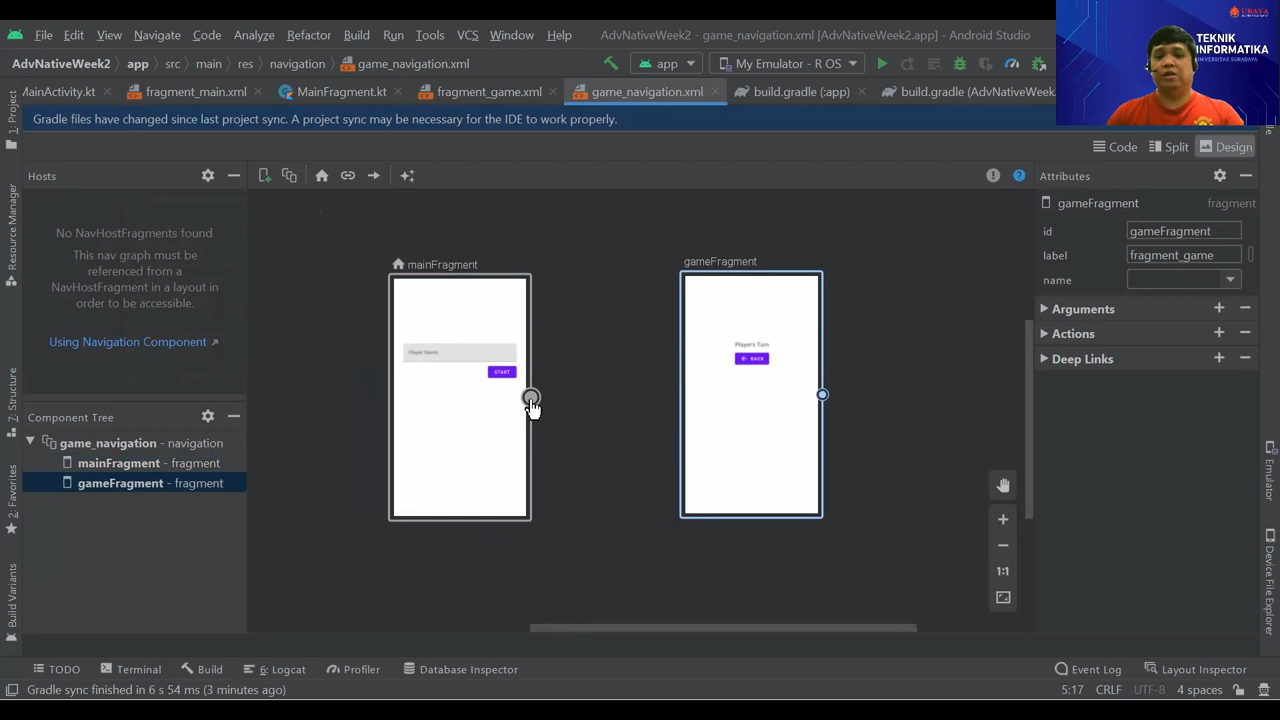 UBAYA
TEKNIK
INFORMATIKA
UNIVERSITAS SURABAYA
File Edit View Navigate Code Analyze Refactor Build Run Tools VCS Window Help AdvNativeWeek2 - game_navigation.xml [AdvNativeWeek2.app] - Android Studio
AdvNativeWeek2 app src main res navigation game_navigation.xml app My Emulator - R OS
MainActivity.kt fragment_main.xml MainFragment.kt fragment_game.xml game_navigation.xml build.gradle (:app) build.gradle (AdvNativeWeek
Gradle files have changed since last project sync. A project sync may be necessary for the IDE to work properly.
Code Split Design
1: Project
Resource Manager
7: Structure
2: Favorites
Build Variants
Hosts
No NavHostFragments found
This nav graph must be
referenced from a
NavHostFragment in a layout in
order to be accessible.
Using Navigation Component
Component Tree
game_navigation - navigation
mainFragment - fragment
gameFragment - fragment
mainFragment
Player Name
START
gameFragment
Player's Turn
BACK
1:1
Attributes
gameFragment fragment
id gameFragment
label fragment_game
name
Arguments
Actions
Deep Links
Emulator
Device File Explorer
TODO Terminal Build 6: Logcat Profiler Database Inspector Event Log Layout Inspector
Gradle sync finished in 6 s 54 ms (3 minutes ago) 5:17 CRLF UTF-8 4 spaces